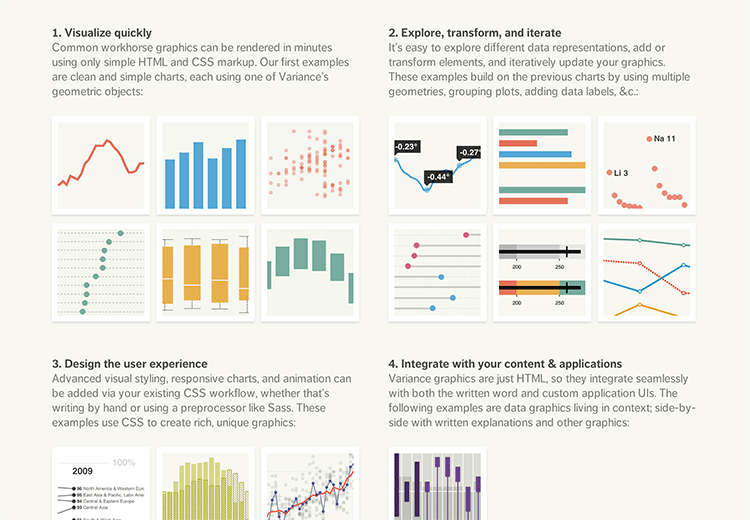 1. Visualize quickly
Common workhorse graphics can be rendered in minutes
using only simple HTML and CSS markup. Our first examples
are clean and simple charts, each using one of Variance's
geometric objects:
2. Explore, transform, and iterate
It's easy to explore different data representations, add or
transform elements, and iteratively update your graphics.
These examples build on the previous charts by using multiple
geometries, grouping plots, adding data labels, &c.:
-0.23°
-0.27°
-0.44°
Na 11
Li 3
200 250
200 250
3. Design the user experience
Advanced visual styling, responsive charts, and animation can
be added via your existing CSS workflow, whether that's
writing by hand or using a preprocessor like Sass. These
examples use CSS to create rich, unique graphics:
4. Integrate with your content & applications
Variance graphics are just HTML, so they integrate seamlessly
with both the written word and custom application UIs. The
following examples are data graphics living in context; side-by-
side with written explanations and other graphics:
100%
2009
96 North America & Western Eur
95 East Asia & Pacific, Latin Ame
94 Central & Eastern Europe
93 Central Asia